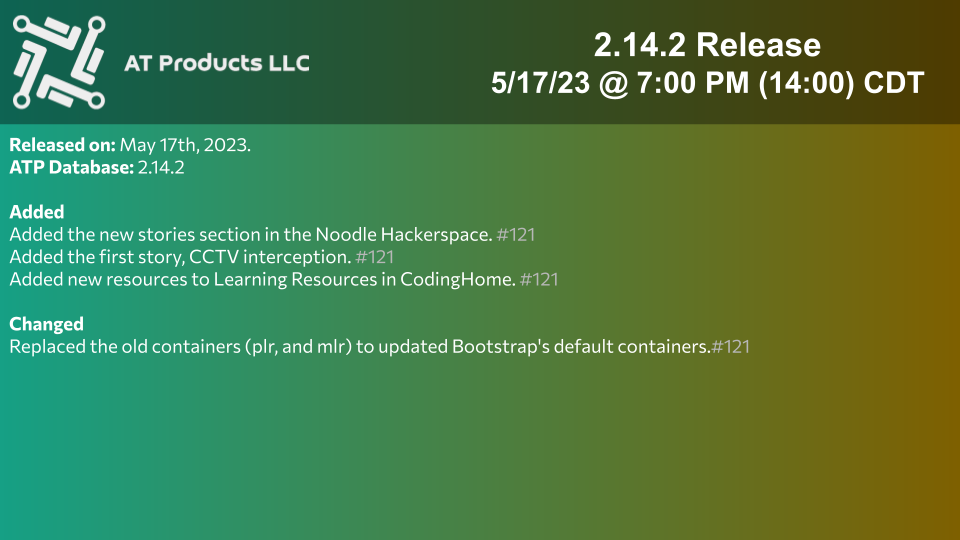 AT Products LLC
2.14.2 Release
5/17/23 @ 7:00 PM (14:00) CDT
Released on: May 17th, 2023.
ATP Database: 2.14.2
Added
Added the new stories section in the Noodle Hackerspace. #121
Added the first story, CCTV interception. #121
Added new resources to Learning Resources in CodingHome. #121
Changed
Replaced the old containers (plr, and mlr) to updated Bootstrap's default containers.#121